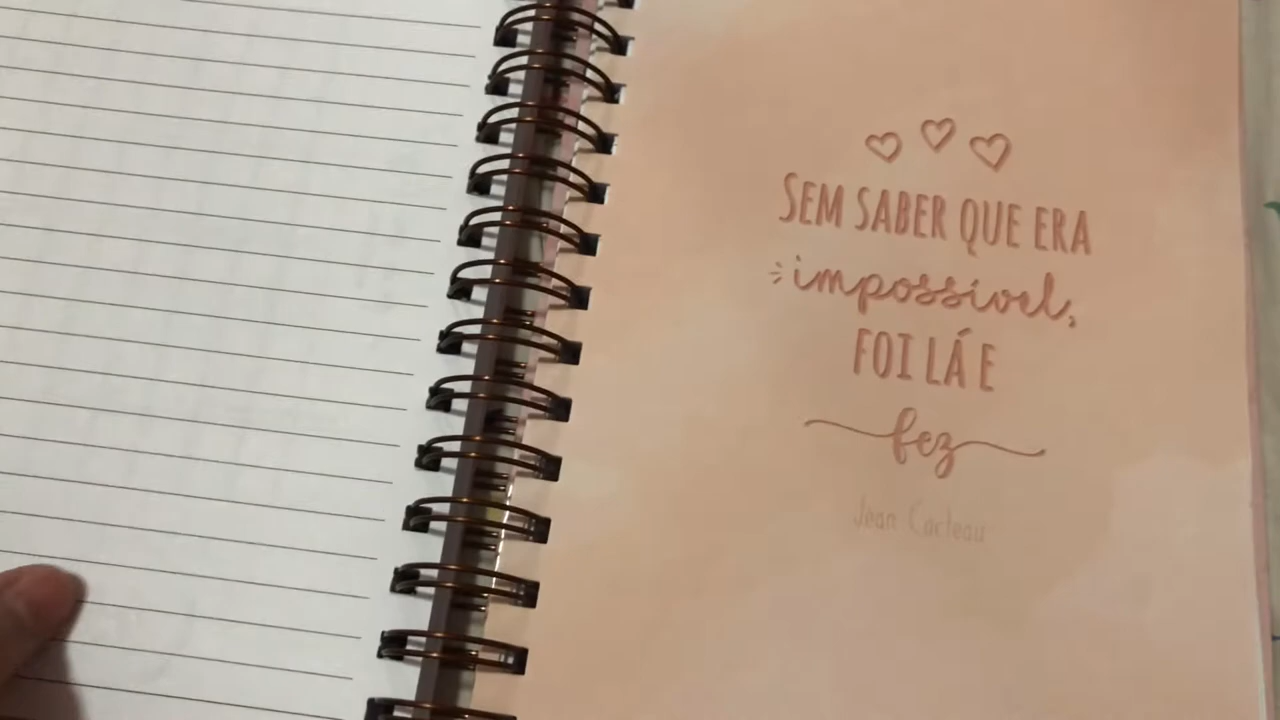 SEM SABER QUE ERA
impossível,
FOI LÁ E
fez
Jean Cocteau